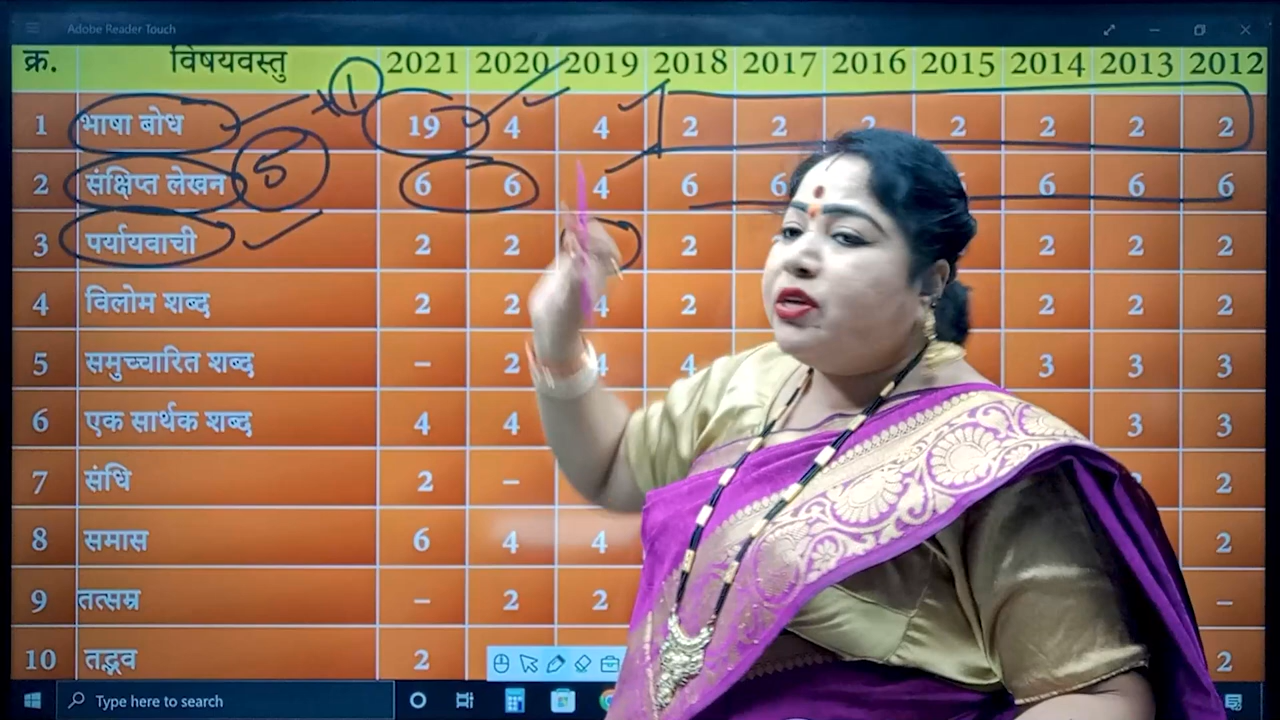 Adobe Reader Touch
क्र. विषयवस्तु 2021 2020 2019 2018 2017 2016 2015 2014 2013 2012
1 भाषा बोध +1 19 4 4 2 2 2 2 2 2 2
2 संक्षिप्त लेखन 5 6 6 4 6 6 6 6 6
3 पर्यायवाची 2 2 2 2 2 2
4 विलोम शब्द 2 2 4 2 2 2 2
5 समुच्चारित शब्द – 2 4 4 3 3 3
6 एक सार्थक शब्द 4 4 3 3
7 संधि 2 – 2
8 समास 6 4 4 2
9 तत्सम्र – 2 2 –
10 तद्भव 2 2
Type here to search